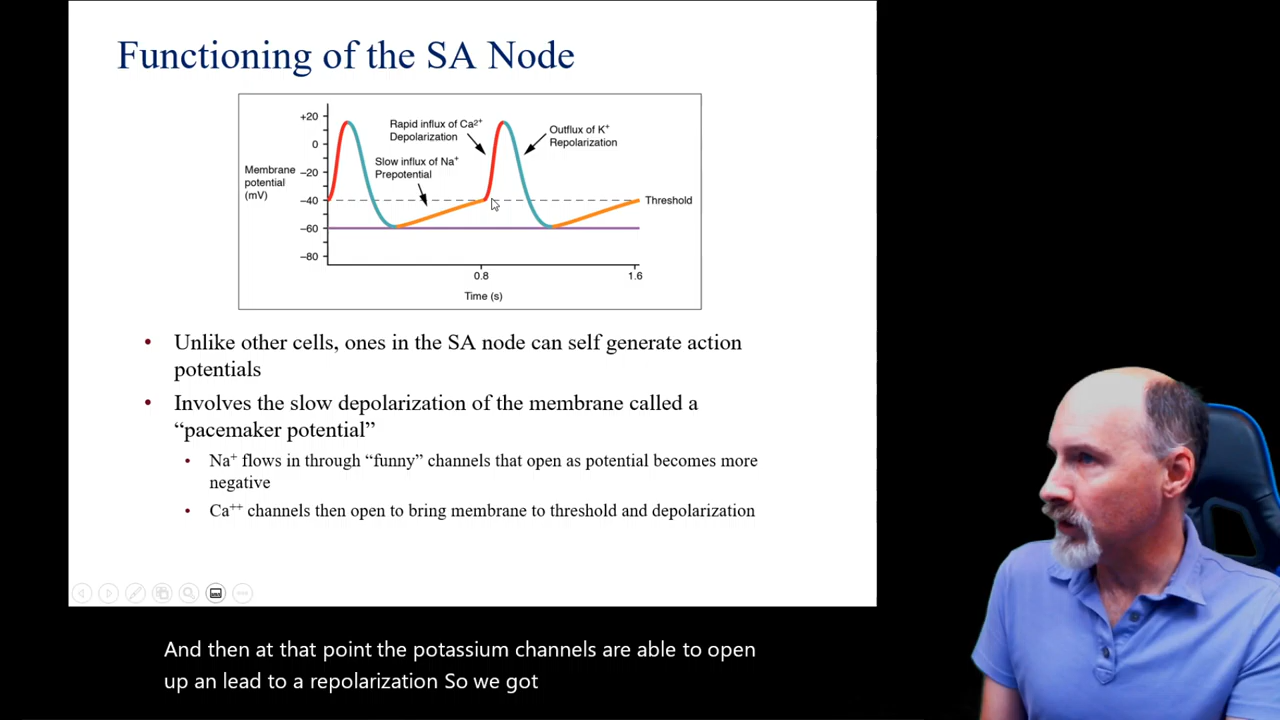 Functioning of the SA Node
+20
0
−20
−40
−60
−80
Membrane
potential
(mV)
Rapid influx of Ca²⁺
Depolarization
Slow influx of Na⁺
Prepotential
Outflux of K⁺
Repolarization
Threshold
0.8
1.6
Time (s)
• Unlike other cells, ones in the SA node can self generate action
potentials
• Involves the slow depolarization of the membrane called a
“pacemaker potential”
• Na⁺ flows in through “funny” channels that open as potential becomes more
negative
• Ca⁺⁺ channels then open to bring membrane to threshold and depolarization
And then at that point the potassium channels are able to open
up an lead to a repolarization So we got